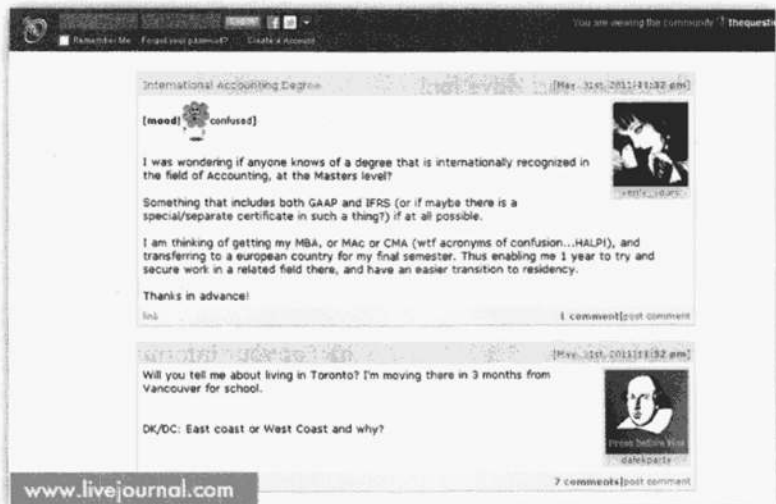 LOGIN
You are viewing the community thequesti
Remember Me Forgot your password? Create a Account
International Accounting Degree
[May. 31st, 2011|11:32 pm]
[mood| confused]
I was wondering if anyone knows of a degree that is internationally recognized in
the field of Accounting, at the Masters level?
Something that includes both GAAP and IFRS (or if maybe there is a
special/separate certificate in such a thing?) if at all possible.
I am thinking of getting my MBA, or MAc or CMA (wtf acronyms of confusion...HALP!), and
transferring to a european country for my final semester. Thus enabling me 1 year to try and
secure work in a related field there, and have an easier transition to residency.
Thanks in advance!
link
1 comment|post comment
[May. 31st, 2011|11:32 pm]
Will you tell me about living in Toronto? I'm moving there in 3 months from
Vancouver for school.
DK/DC: East coast or West Coast and why?
dalekparty
7 comments|post comment
www.livejournal.com